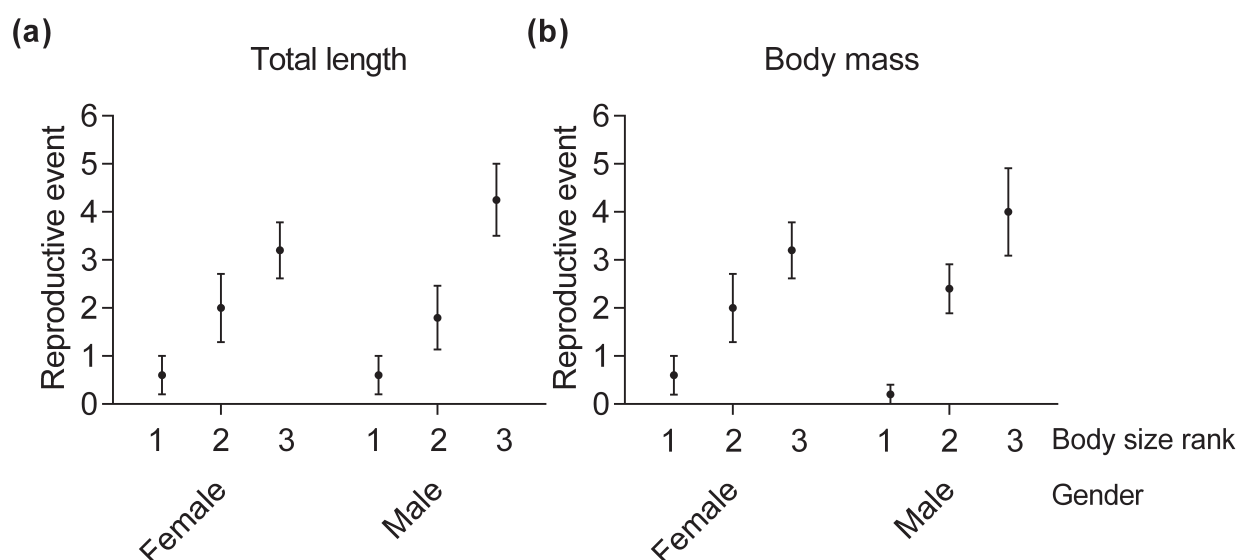 (a)
Total length
Reproductive event
6
5
4
3
2
1
0
1 2 3 1 2 3
Female Male
(b)
Body mass
Reproductive event
6
5
4
3
2
1
0
1 2 3 1 2 3 Body size rank
Female Male Gender